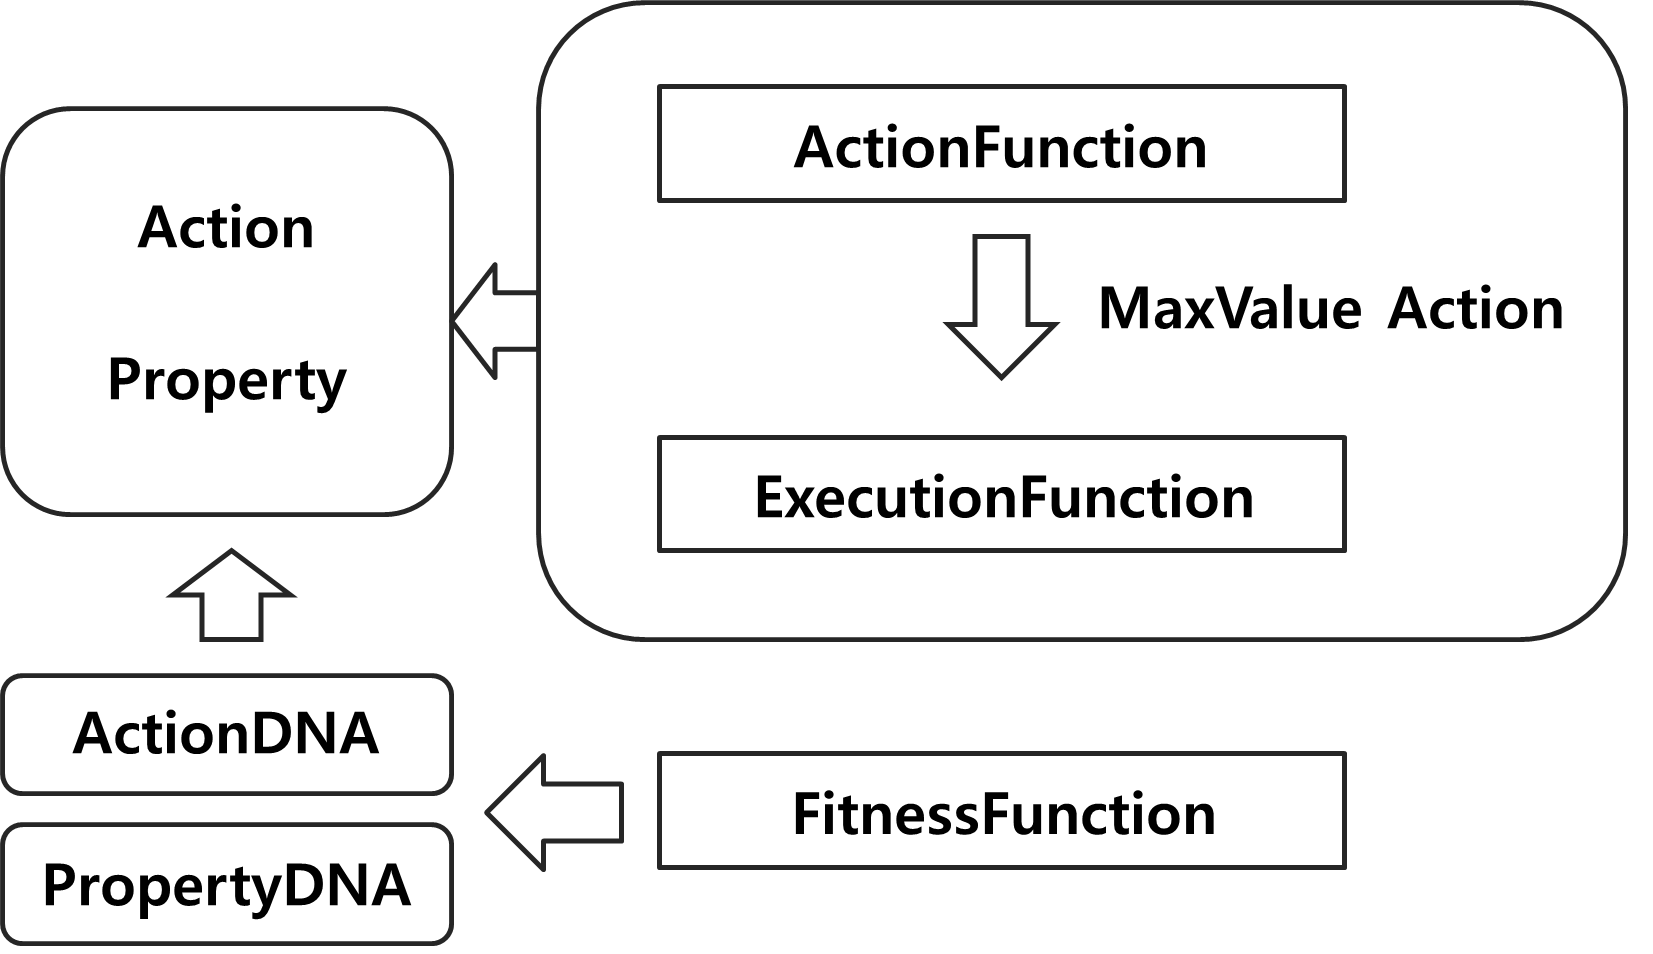 ActionFunction
Action
MaxValue Action
Property
ExecutionFunction
ActionDNA
FitnessFunction
PropertyDNA